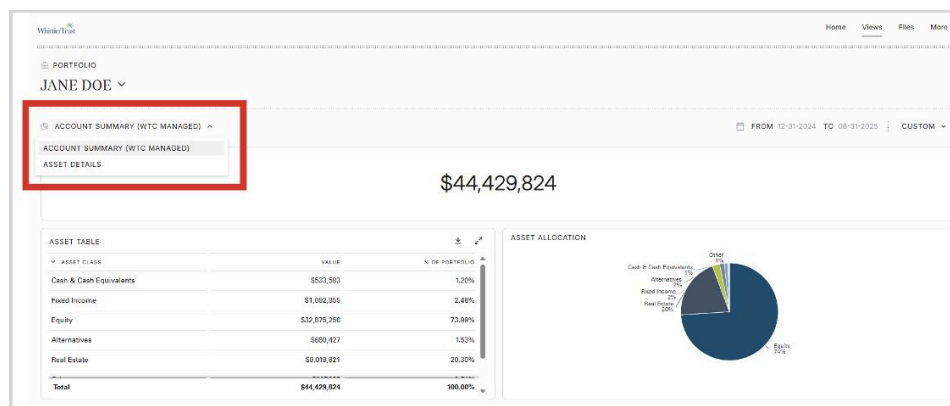 Whittier Trust
Home Views Files More
PORTFOLIO
JANE DOE
ACCOUNT SUMMARY (WTC MANAGED)
FROM 12-31-2024 TO 08-31-2025 CUSTOM
ACCOUNT SUMMARY (WTC MANAGED)
ASSET DETAILS
$44,429,824
ASSET TABLE
ASSET ALLOCATION
ASSET CLASS VALUE % OF PORTFOLIO
Cash & Cash Equivalents $533,583 1.20%
Fixed Income 2.46%
Equity $32,875,256 73.99%
Alternatives $680,427 1.53%
Real Estate $9,019,821 20.30%
Total $44,429,824 100.00%
Other
1%
Cash & Cash Equivalents
1%
Alternatives
2%
Fixed Income
2%
Real Estate
20%
Equity
74%